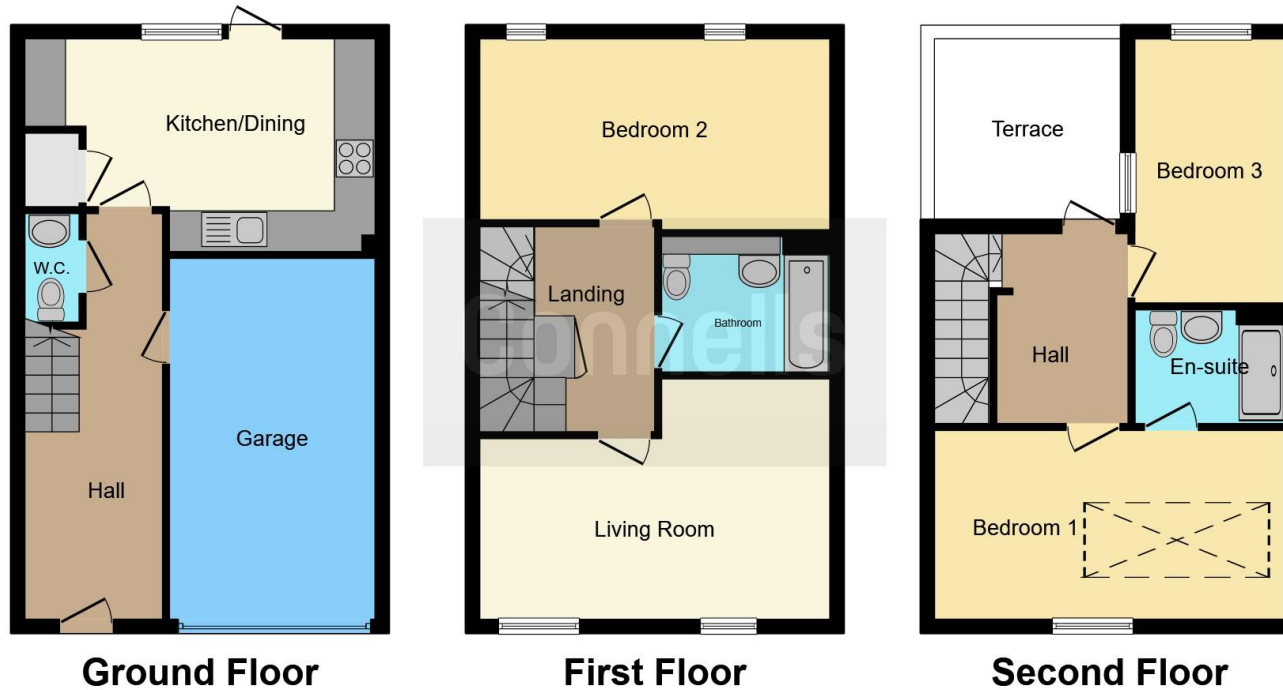 Kitchen/Dining
W.C.
Hall
Garage
Ground Floor
Bedroom 2
Landing
Bathroom
Connells
Living Room
First Floor
Terrace
Bedroom 3
Hall
En-suite
Bedroom 1
Second Floor